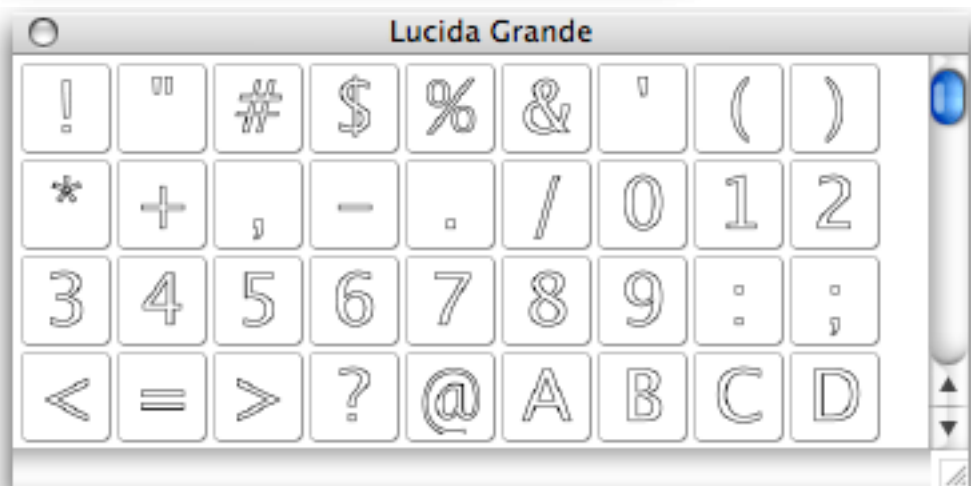 Lucida Grande
! " # $ % & ' ( )
* + , - . / 0 1 2
3 4 5 6 7 8 9 : ;
< = > ? @ A B C D